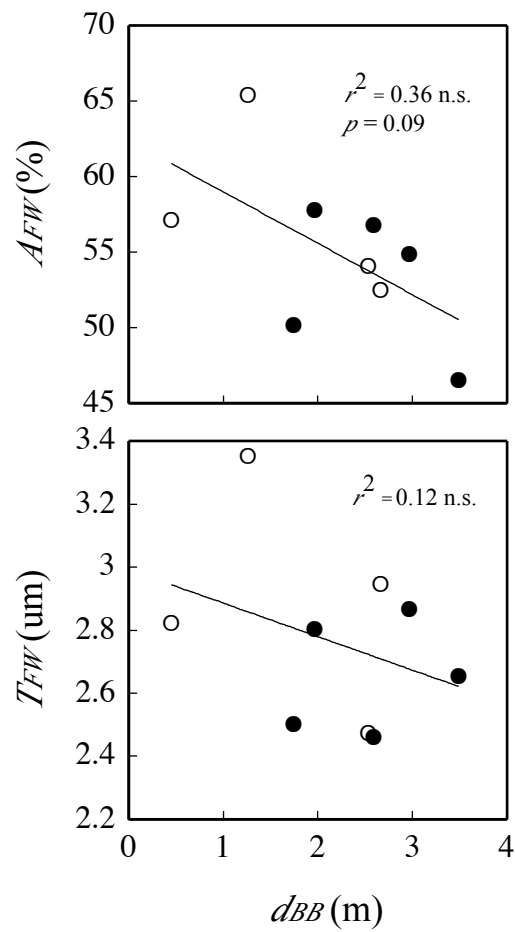 70
65
60
55
50
45
AFW (%)
r2 = 0.36 n.s.
p = 0.09
3.4
3.2
3
2.8
2.6
2.4
2.2
TFW (um)
r2 = 0.12 n.s.
0 1 2 3 4
dBB (m)